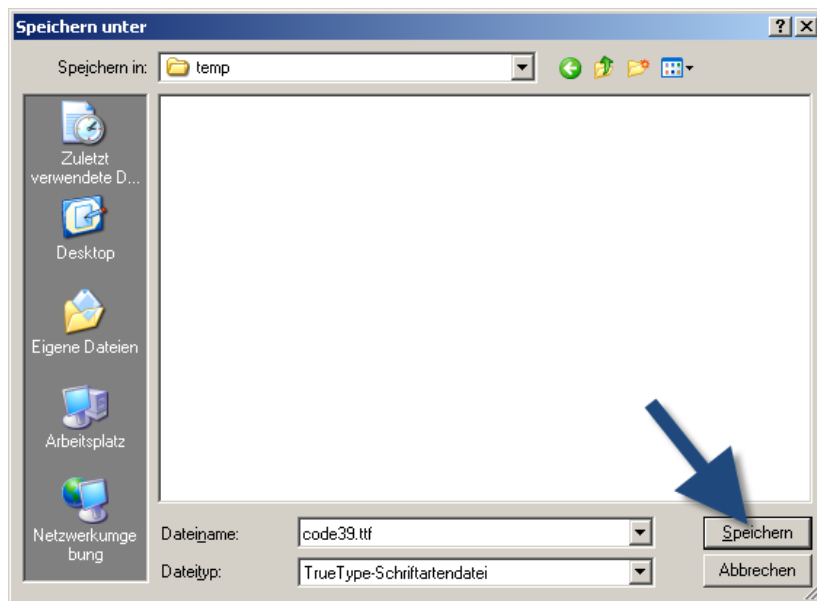 Speichern unter
Speichern in:
temp
Zuletzt
verwendete D...
Desktop
Eigene Dateien
Arbeitsplatz
Netzwerkumge
bung
Dateiname:
code39.ttf
Speichern
Dateityp:
TrueType-Schriftartendatei
Abbrechen